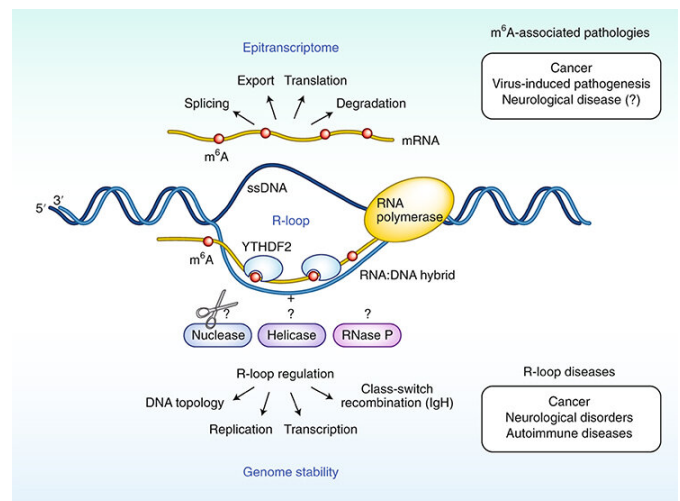 m⁶A-associated pathologies
Cancer
Virus-induced pathogenesis
Neurological disease (?)
Epitranscriptome
Export Translation
Splicing Degradation
mRNA
m⁶A
ssDNA
RNA
polymerase
5′ 3′
R-loop
YTHDF2
m⁶A
RNA:DNA hybrid
+
? ? ?
Nuclease Helicase RNase P
R-loop regulation
DNA topology
Class-switch
recombination (IgH)
Replication Transcription
Genome stability
R-loop diseases
Cancer
Neurological disorders
Autoimmune diseases